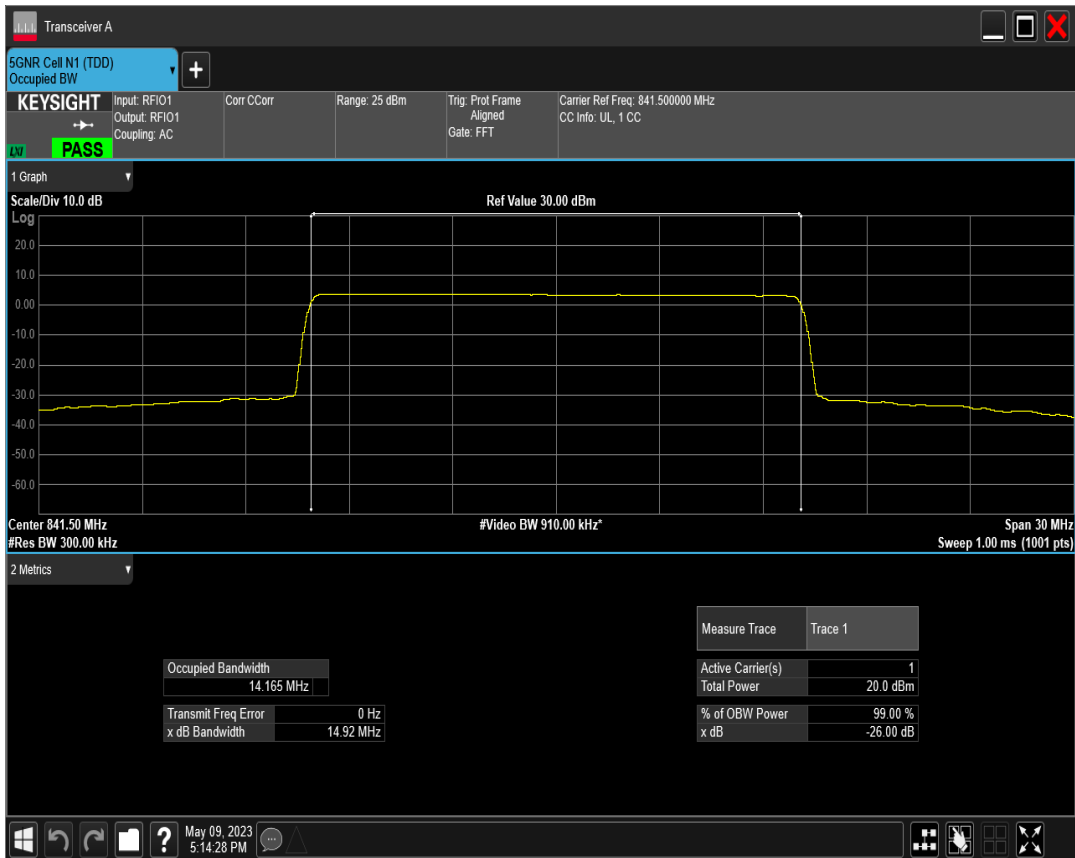 Transceiver A
5GNR Cell N1 (TDD)
Occupied BW
+
KEYSIGHT
LXI
PASS
Input: RFIO1
Output: RFIO1
Coupling: AC
Corr CCorr
Range: 25 dBm
Trig: Prot Frame
Aligned
Gate: FFT
Carrier Ref Freq: 841.500000 MHz
CC Info: UL, 1 CC
1 Graph
Scale/Div 10.0 dB
Ref Value 30.00 dBm
Log
20.0
10.0
0.00
-10.0
-20.0
-30.0
-40.0
-50.0
-60.0
Center 841.50 MHz
#Video BW 910.00 kHz*
Span 30 MHz
#Res BW 300.00 kHz
Sweep 1.00 ms (1001 pts)
2 Metrics
Measure Trace Trace 1
Occupied Bandwidth
14.165 MHz
Active Carrier(s) 1
Total Power 20.0 dBm
Transmit Freq Error 0 Hz
x dB Bandwidth 14.92 MHz
% of OBW Power 99.00 %
x dB -26.00 dB
?
May 09, 2023
5:14:28 PM